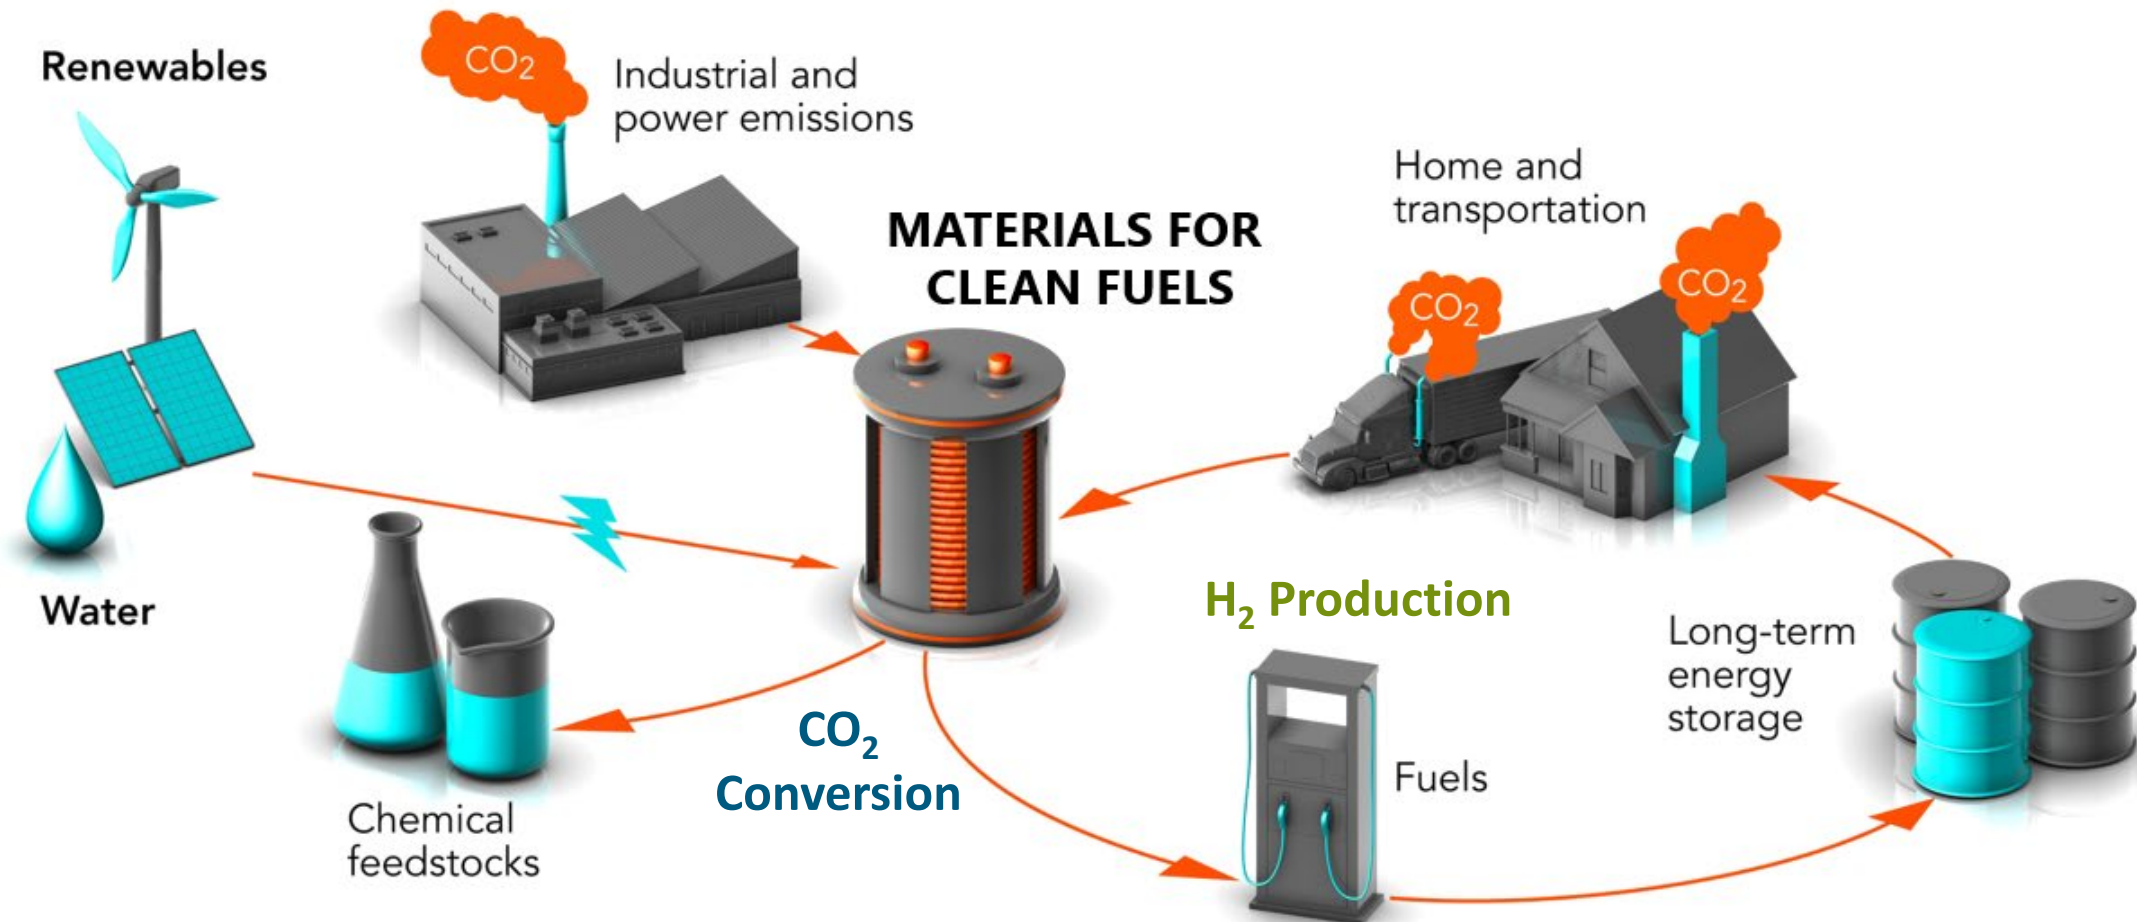 Renewables
CO2
Industrial and
power emissions
MATERIALS FOR
CLEAN FUELS
Home and
transportation
CO2
CO2
Water
H2 Production
Long-term
energy
storage
CO2
Conversion
Fuels
Chemical
feedstocks